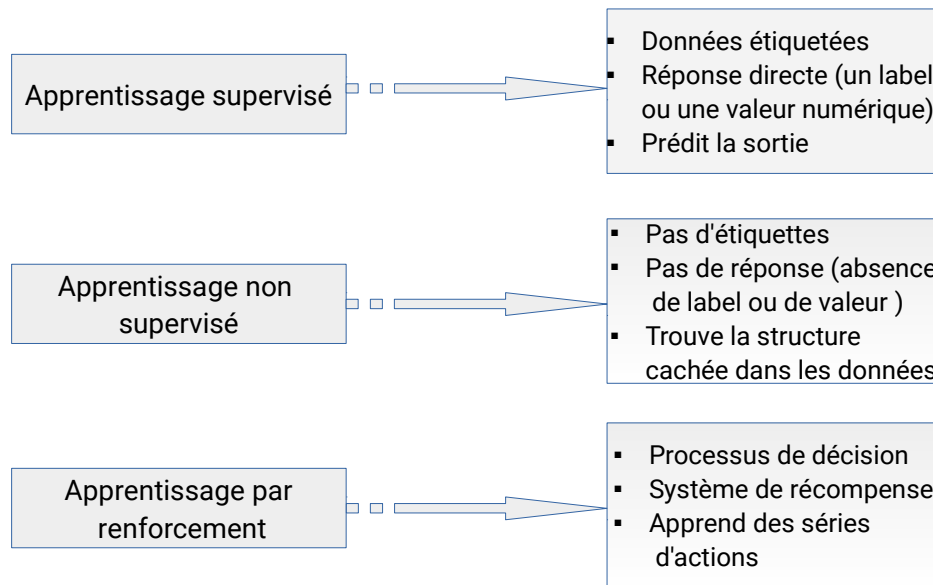 Apprentissage supervisé
▪ Données étiquetées
▪ Réponse directe (un label
ou une valeur numérique)
▪ Prédit la sortie
Apprentissage non
supervisé
▪ Pas d'étiquettes
▪ Pas de réponse (absence
de label ou de valeur )
▪ Trouve la structure
cachée dans les données
Apprentissage par
renforcement
▪ Processus de décision
▪ Système de récompense
▪ Apprend des séries
d'actions